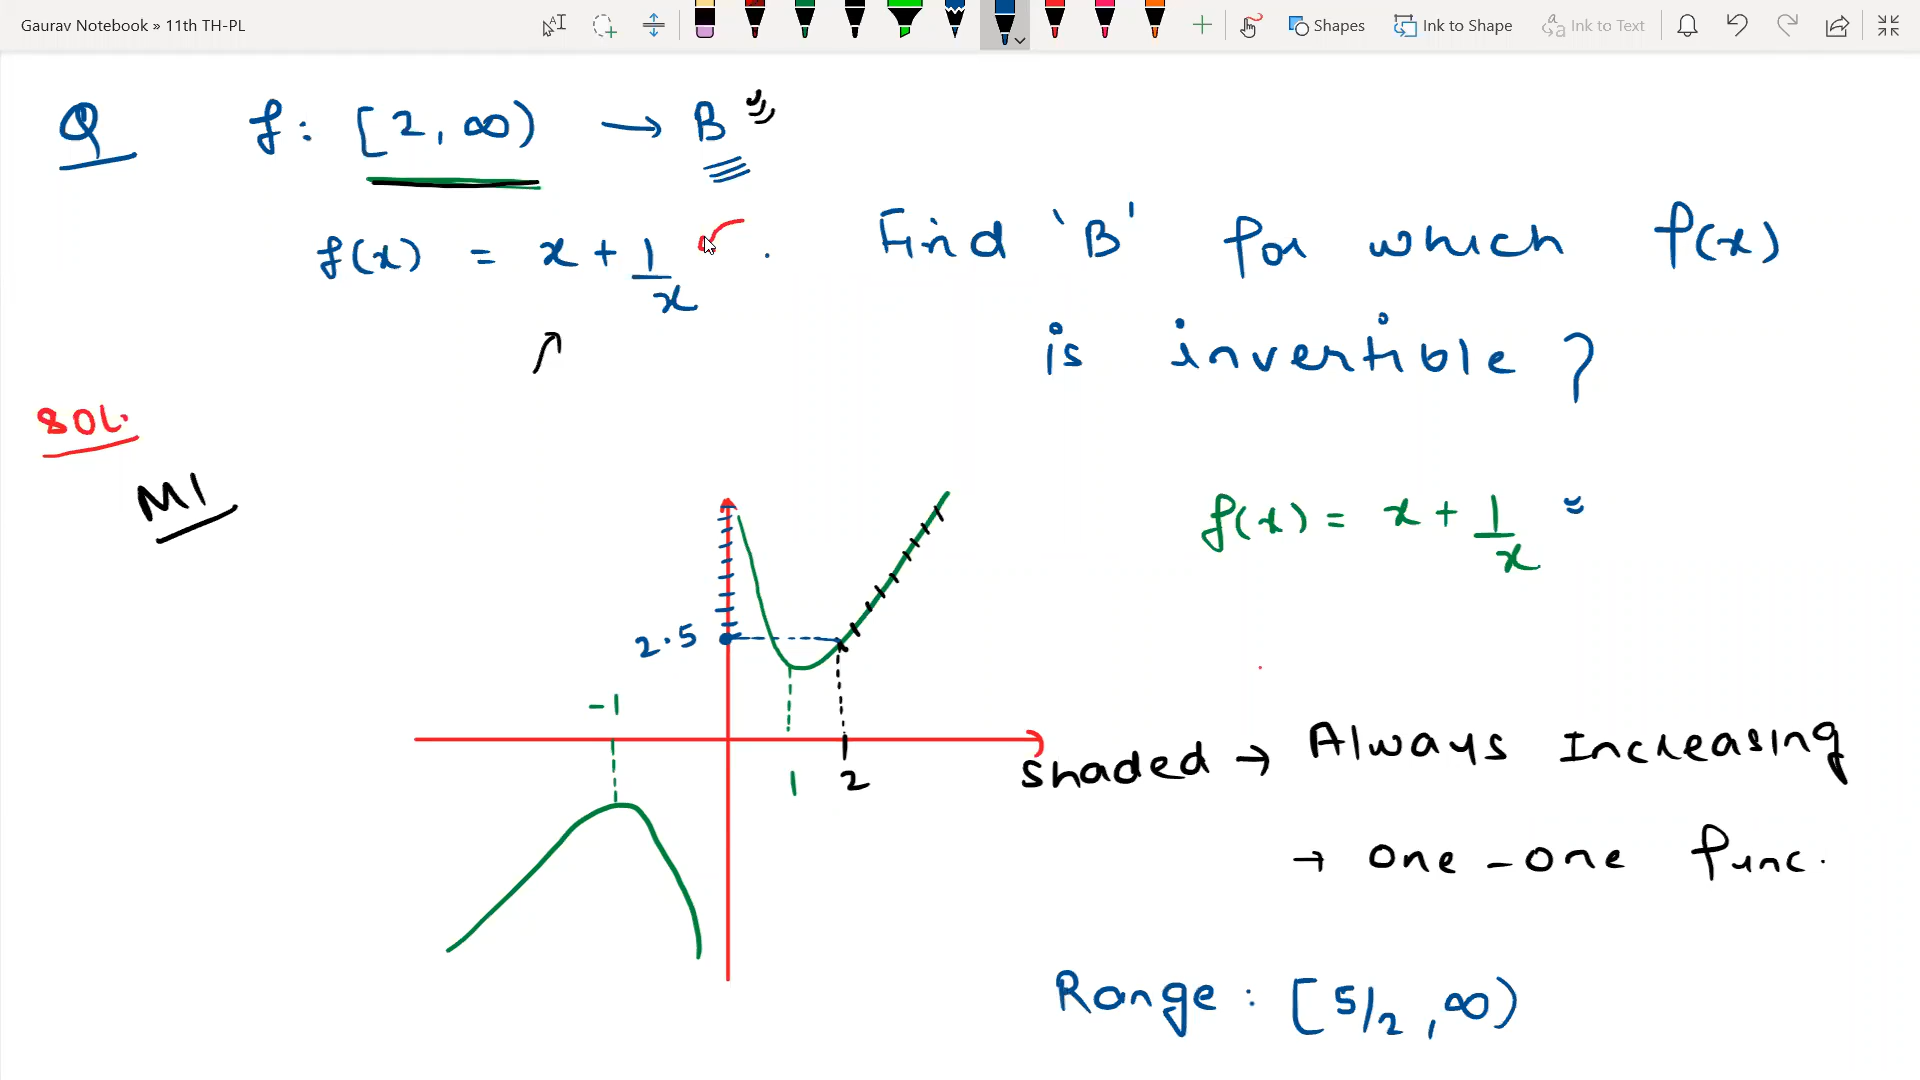 Gaurav Notebook » 11th TH-PL
Shapes Ink to Shape Ink to Text
Q f : [2, ∞) → B
f(x) = x + 1/x . Find 'B' for which f(x)
is invertible ?
SOL.
M1
f(x) = x + 1/x
2.5
-1
1 2
Shaded → Always Increasing
→ one-one func.
Range : [5/2, ∞)